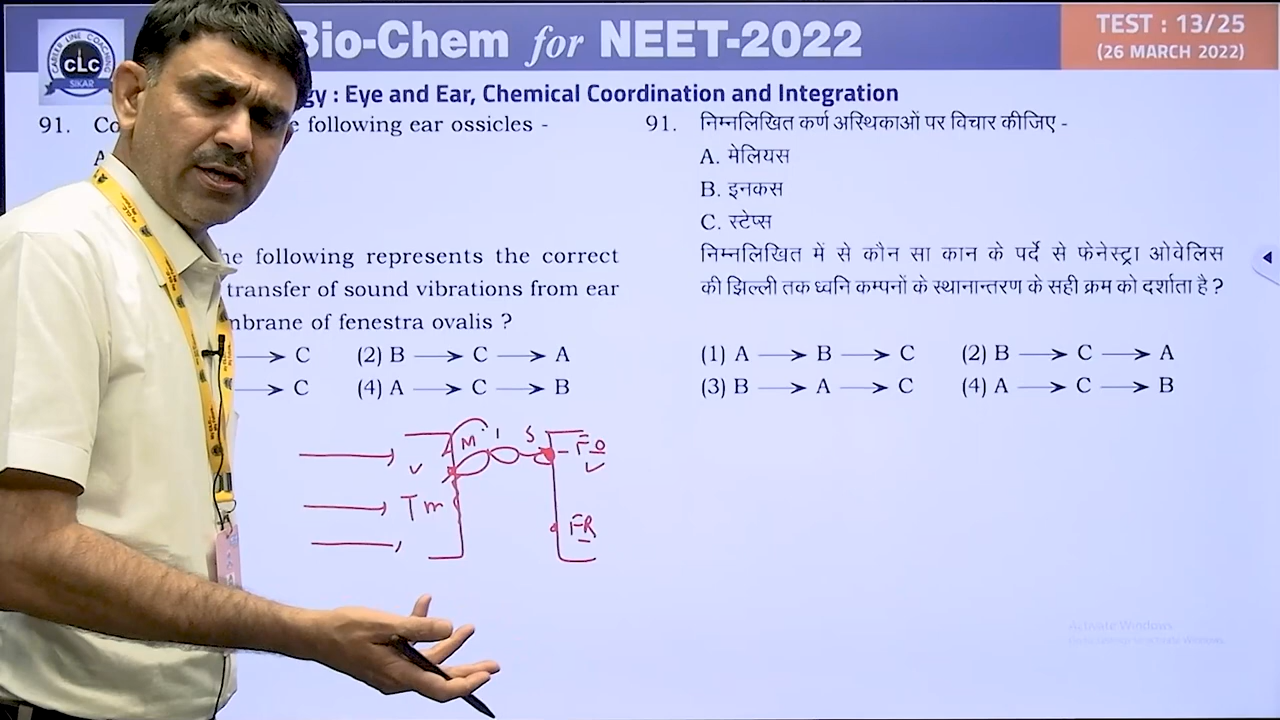 Bio-Chem for NEET-2022
TEST : 13/25
(26 MARCH 2022)
CAREER LINE COACHING
CLC
SIKAR
gy : Eye and Ear, Chemical Coordination and Integration
91. Co e following ear ossicles -
A
he following represents the correct
transfer of sound vibrations from ear
mbrane of fenestra ovalis ?
⟶ C (2) B ⟶ C ⟶ A
⟶ C (4) A ⟶ C ⟶ B
91. निम्नलिखित कर्ण अस्थिकाओं पर विचार कीजिए -
A. मेलियस
B. इनकस
C. स्टेप्स
निम्नलिखित में से कौन सा कान के पर्दे से फेनेस्ट्रा ओवेलिस
की झिल्ली तक ध्वनि कम्पनों के स्थानान्तरण के सही क्रम को दर्शाता है ?
(1) A ⟶ B ⟶ C (2) B ⟶ C ⟶ A
(3) B ⟶ A ⟶ C (4) A ⟶ C ⟶ B
M I S FO
Tm
FR
Activate Windows